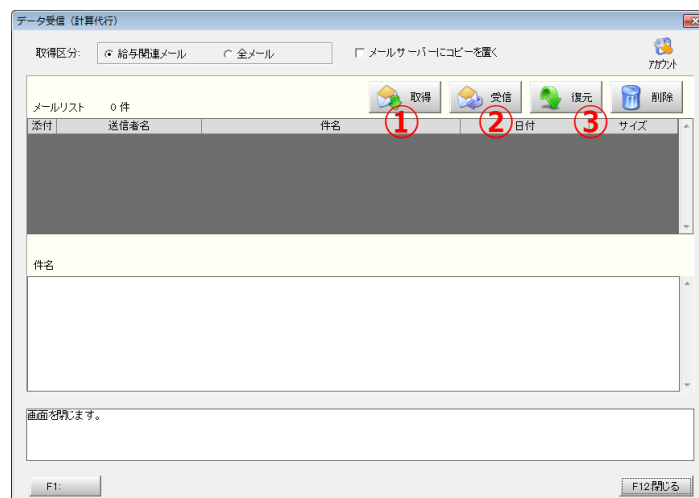 データ受信（計算代行）
取得区分: 給与関連メール 全メール メールサーバーにコピーを置く
アカウント
メールリスト 0 件 取得 受信 復元 削除
① ② ③
添付 送信者名 件名 日付 サイズ
件名
画面を閉じます。
F1: F12:閉じる